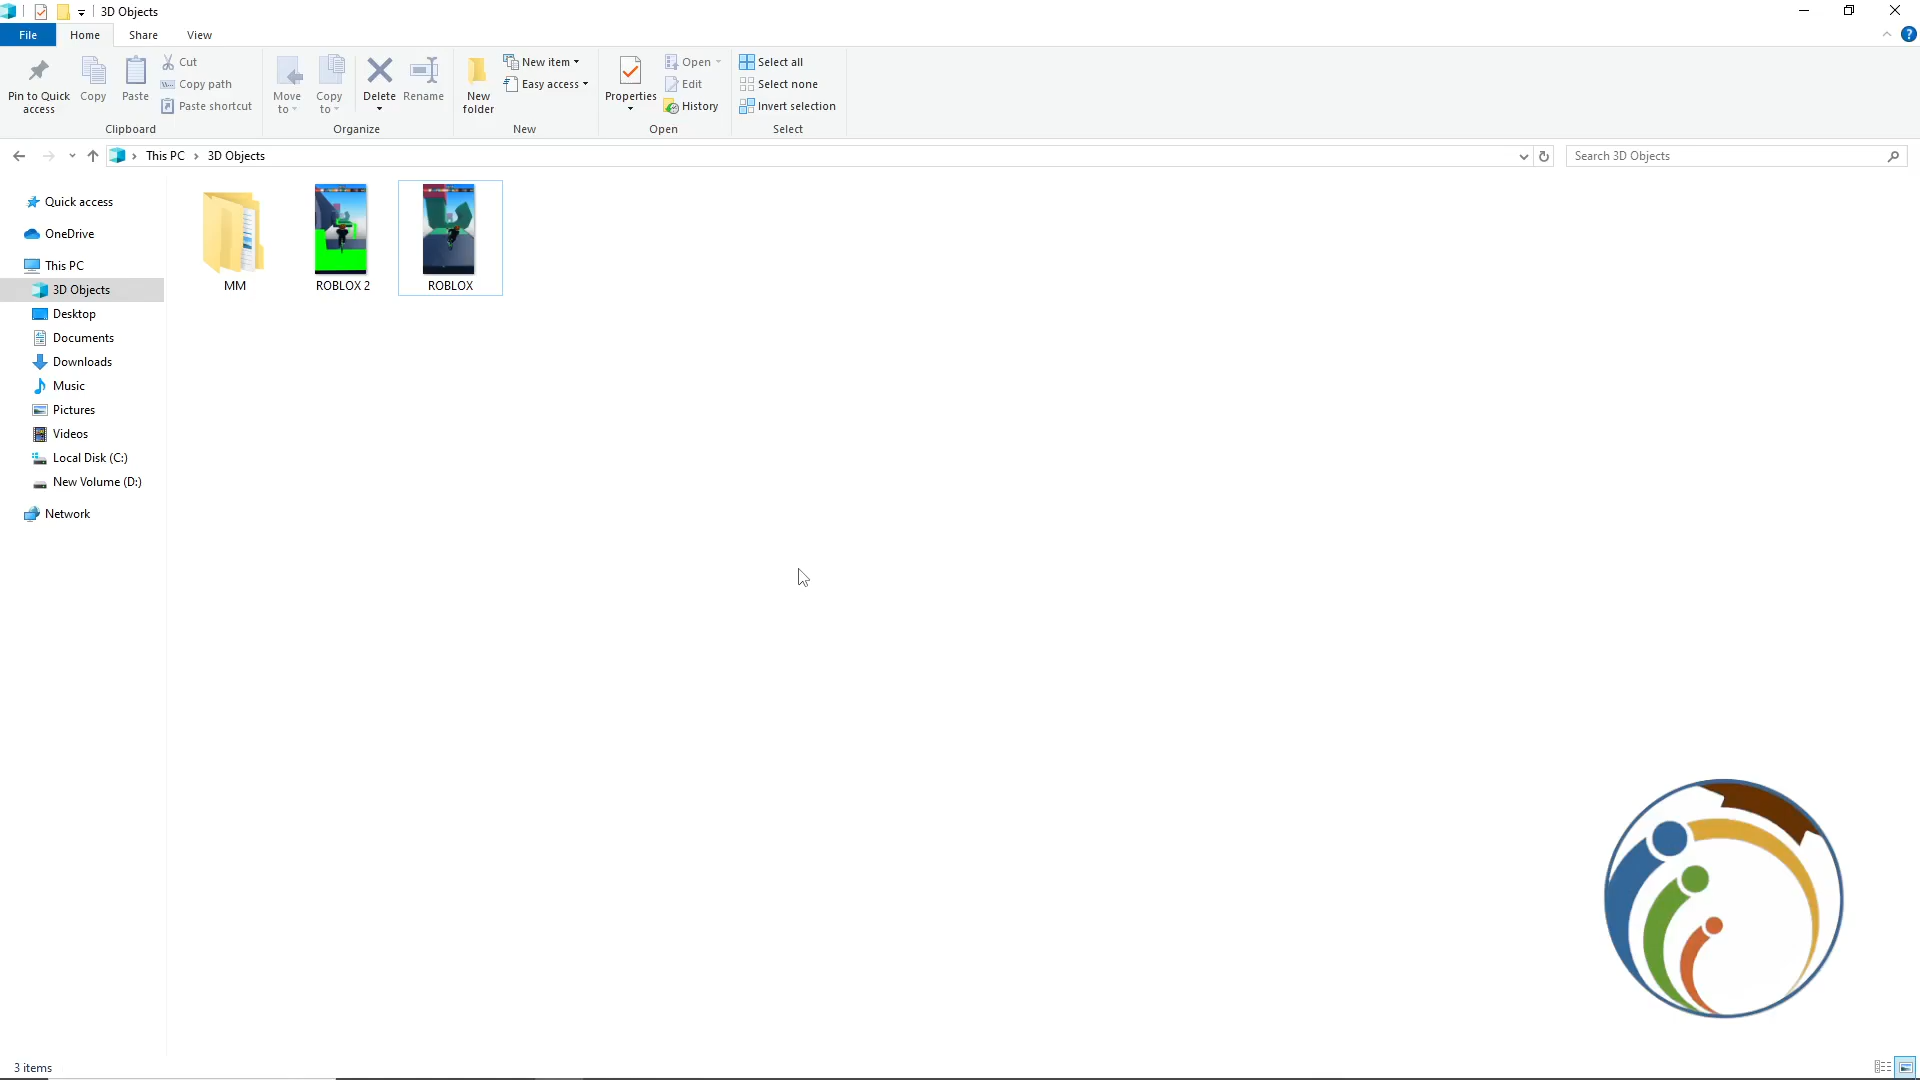 3D Objects
File Home Share View
Pin to Quick access
Copy
Paste
Cut
Copy path
Paste shortcut
Clipboard
Move to
Copy to
Delete
Rename
Organize
New folder
New item
Easy access
New
Properties
Open
Edit
History
Open
Select all
Select none
Invert selection
Select
This PC › 3D Objects
Search 3D Objects
Quick access
OneDrive
This PC
3D Objects
Desktop
Documents
Downloads
Music
Pictures
Videos
Local Disk (C:)
New Volume (D:)
Network
MM
ROBLOX 2
ROBLOX
3 items